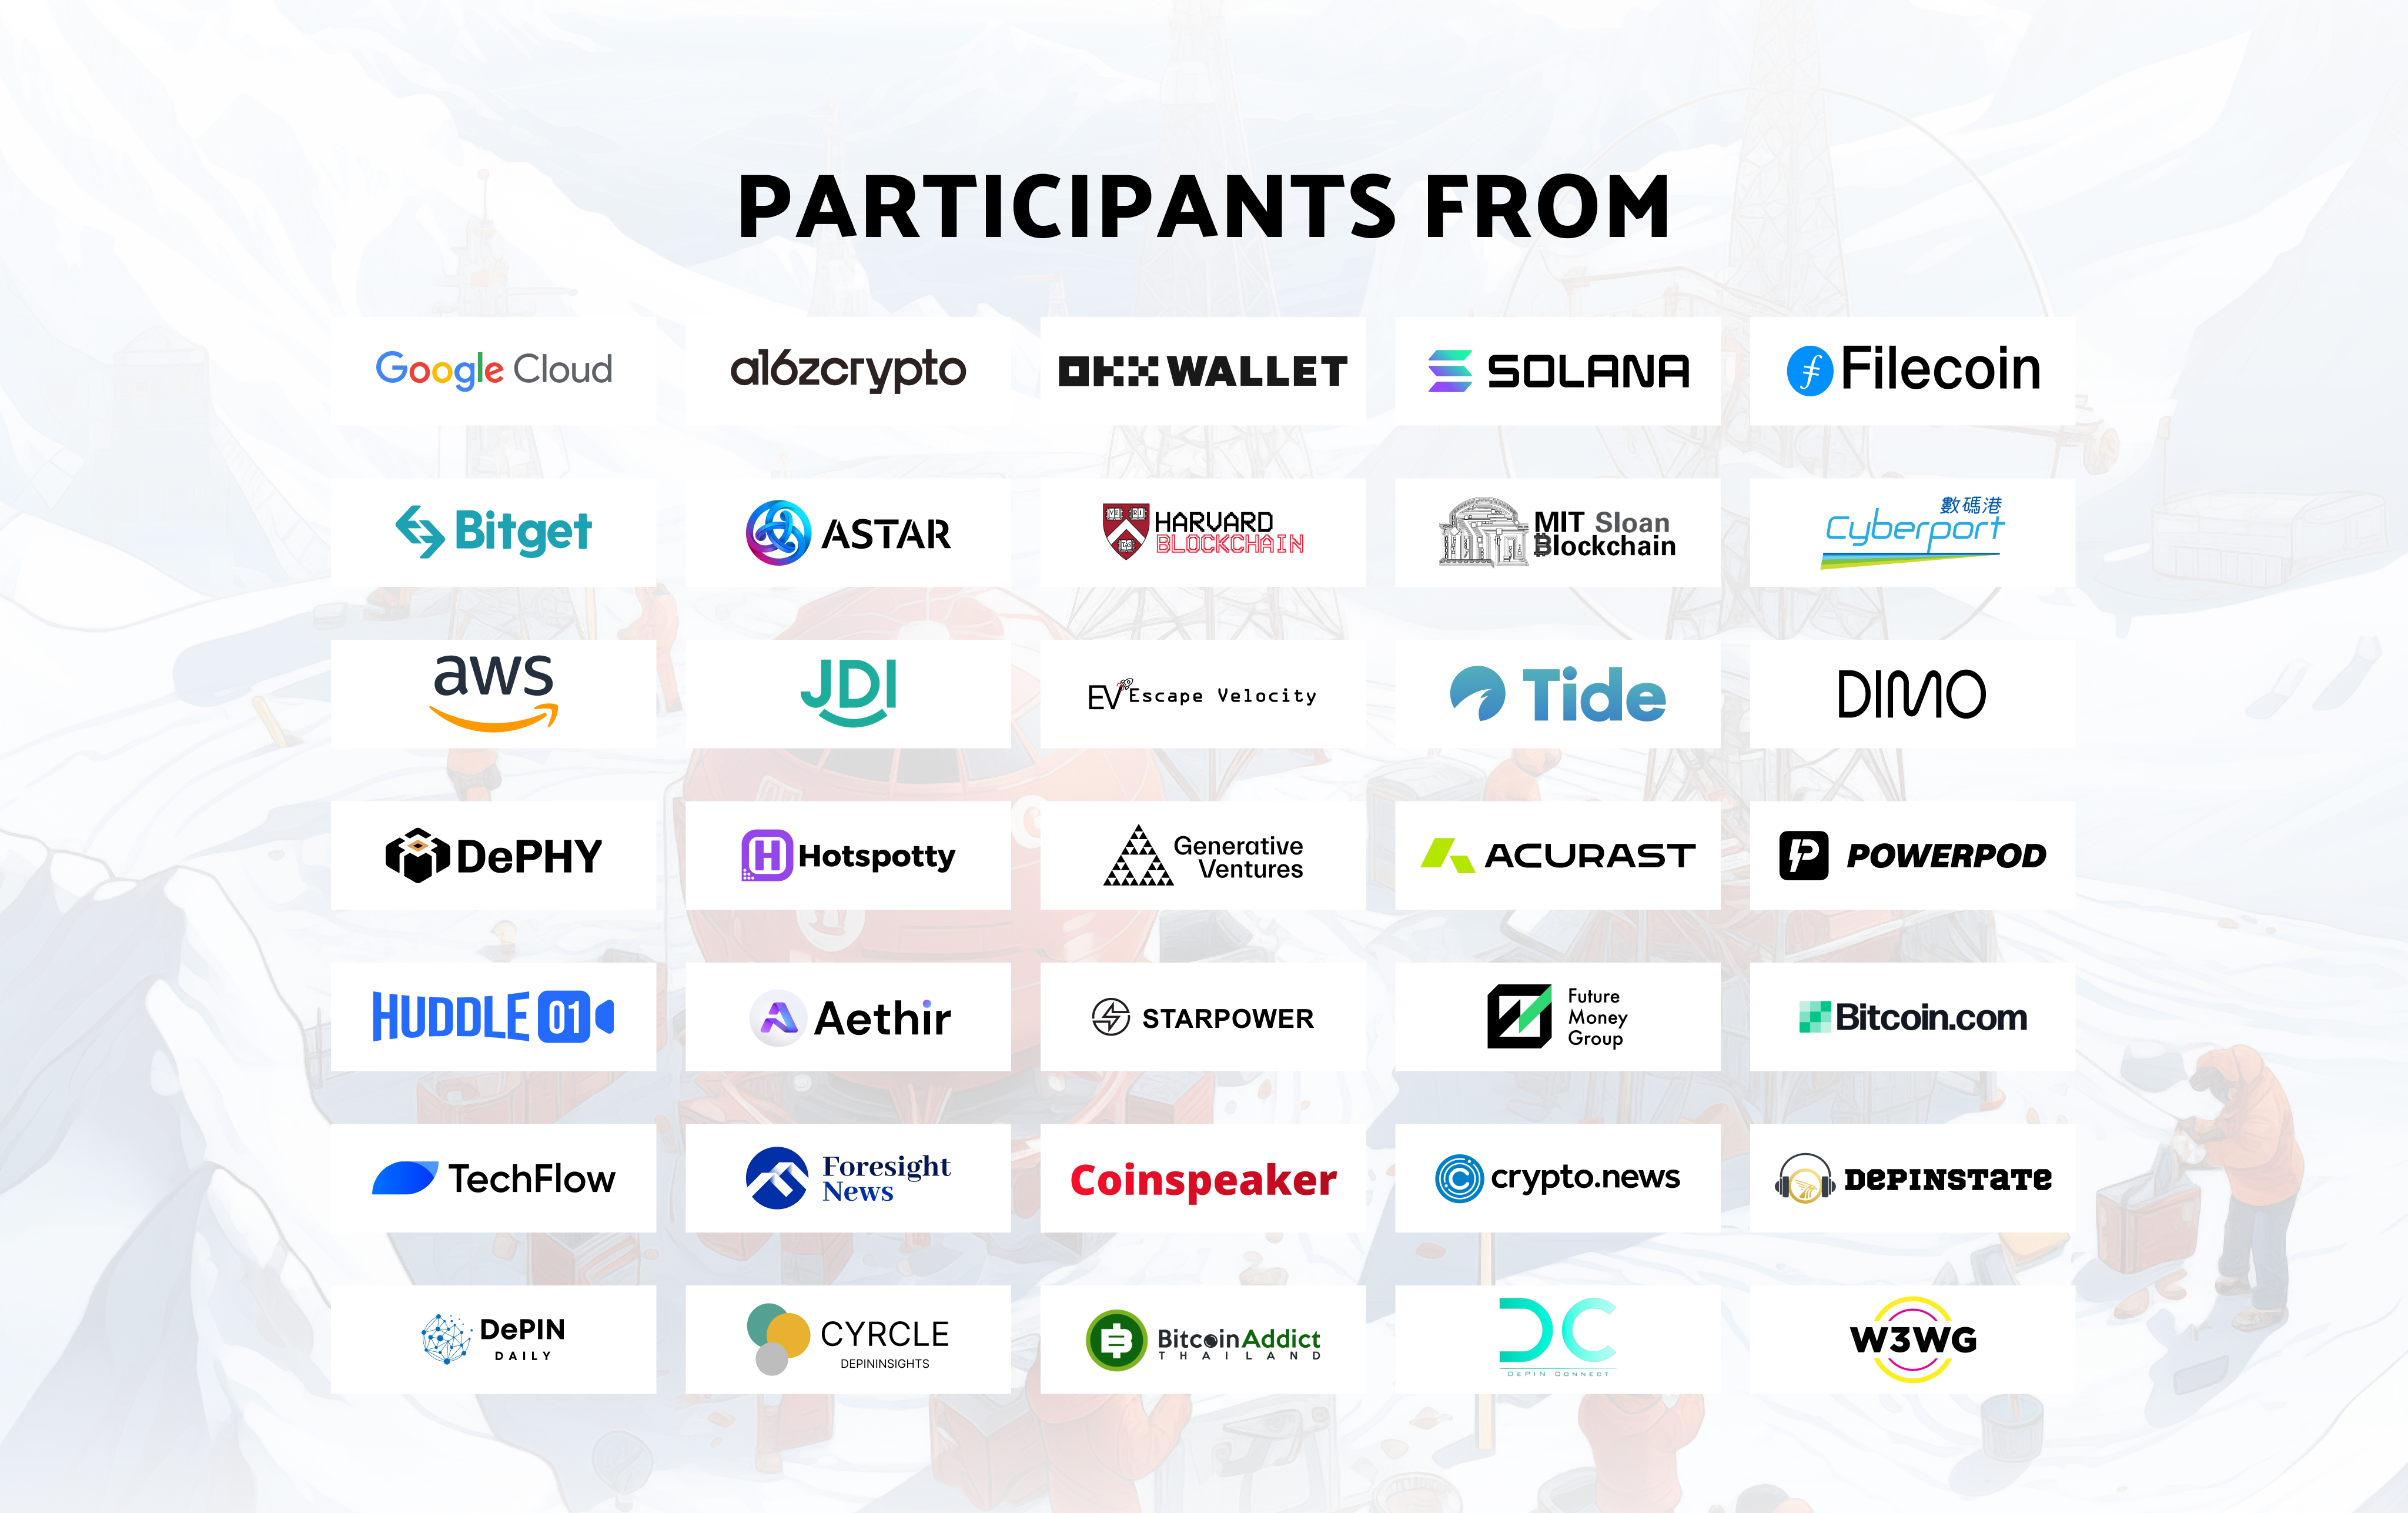 PARTICIPANTS FROM
Google Cloud
a16zcrypto
OKX WALLET
SOLANA
Filecoin
Bitget
ASTAR
HARVARD
BLOCKCHAIN
MIT Sloan
Blockchain
數碼港
Cyberport
aws
JDI
EV Escape Velocity
Tide
DIMO
DePHY
Hotspotty
Generative
Ventures
ACURAST
POWERPOD
HUDDLE 01
Aethir
STARPOWER
Future
Money
Group
Bitcoin.com
TechFlow
Foresight
News
Coinspeaker
crypto.news
DePINSTaTe
DePIN
DAILY
CYRCLE
DEPININSIGHTS
BitcoinAddict
THAILAND
DC
DePIN Connect
W3WG